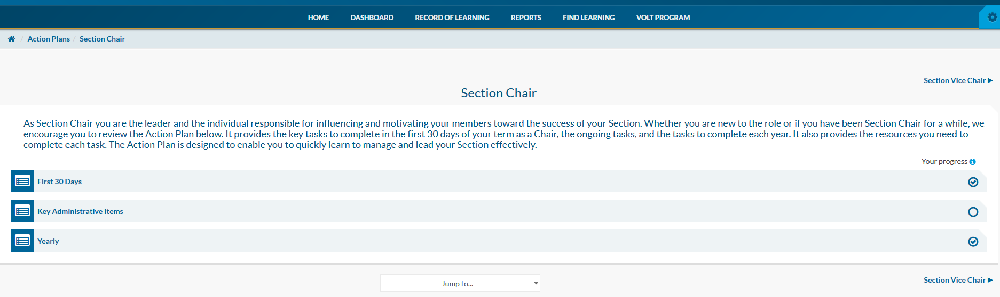 HOME DASHBOARD RECORD OF LEARNING REPORTS FIND LEARNING VOLT PROGRAM
/ Action Plans / Section Chair
Section Vice Chair ▶
Section Chair
As Section Chair you are the leader and the individual responsible for influencing and motivating your members toward the success of your Section. Whether you are new to the role or if you have been Section Chair for a while, we
encourage you to review the Action Plan below. It provides the key tasks to complete in the first 30 days of your term as a Chair, the ongoing tasks, and the tasks to complete each year. It also provides the resources you need to
complete each task. The Action Plan is designed to enable you to quickly learn to manage and lead your Section effectively.
Your progress
First 30 Days
Key Administrative Items
Yearly
Jump to...
Section Vice Chair ▶